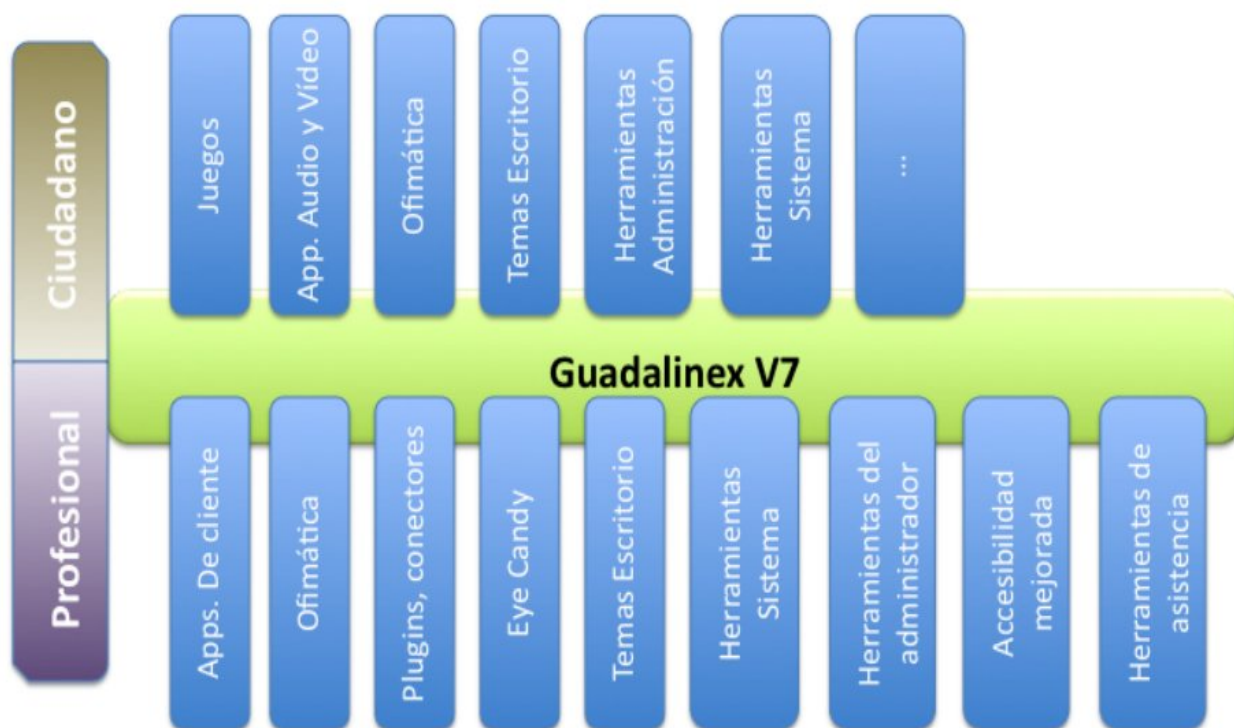 Ciudadano
Juegos
App. Audio y Vídeo
Ofimática
Temas Escritorio
Herramientas
Administración
Herramientas
Sistema
...
Guadalinex V7
Profesional
Apps. De cliente
Ofimática
Plugins, conectores
Eye Candy
Temas Escritorio
Herramientas
Sistema
Herramientas del
administrador
Accesibilidad
mejorada
Herramientas de
asistencia